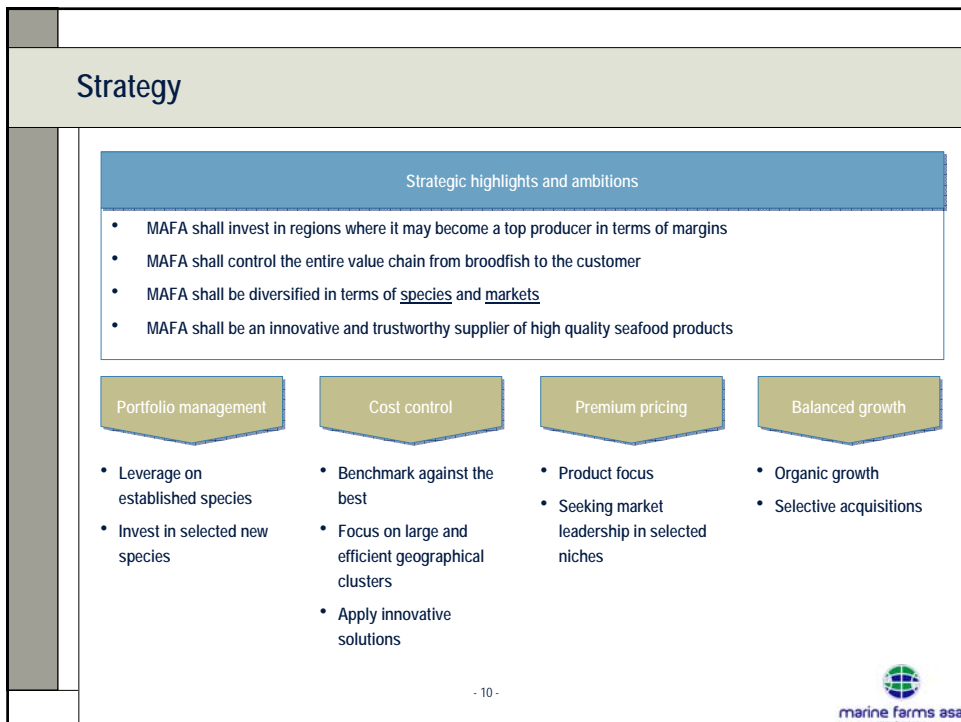 Strategy
Strategic highlights and ambitions
• MAFA shall invest in regions where it may become a top producer in terms of margins
• MAFA shall control the entire value chain from broodfish to the customer
• MAFA shall be diversified in terms of species and markets
• MAFA shall be an innovative and trustworthy supplier of high quality seafood products
Portfolio management
• Leverage on
established species
• Invest in selected new
species
Cost control
• Benchmark against the
best
• Focus on large and
efficient geographical
clusters
• Apply innovative
solutions
Premium pricing
• Product focus
• Seeking market
leadership in selected
niches
Balanced growth
• Organic growth
• Selective acquisitions
- 10 -
marine farms asa